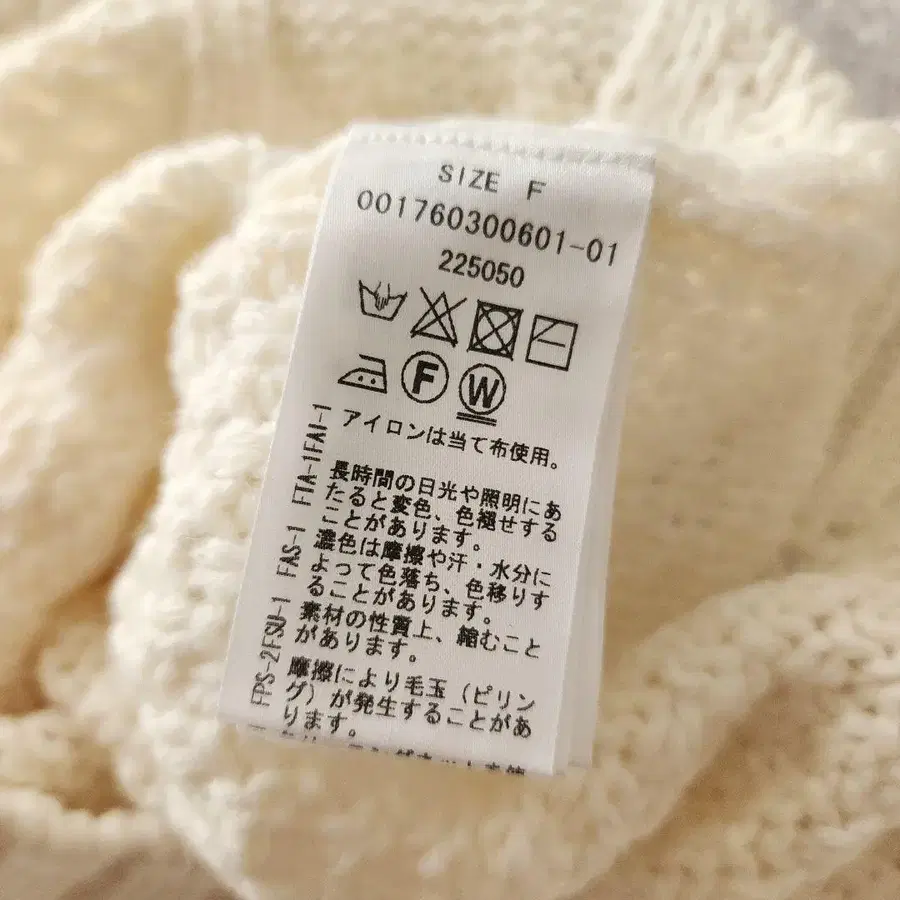 SIZE F
001760300601-01
225050
F W
アイロンは当て布使用。
長時間の日光や照明にあ
たると変色、色褪せする
ことがあります。
濃色は摩擦や汗・水分に
よって色落ち、色移りす
ることがあります。
素材の性質上、縮むこと
があります。
摩擦により毛玉（ピリン
グ）が発生することがあ
ります。
FPS-2FSU-1 FAS-1 FTA-1FAI-1